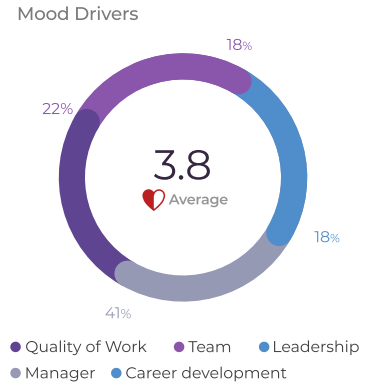 Mood Drivers
18%
22%
3.8
Average
18%
41%
Quality of Work Team Leadership
Manager Career development